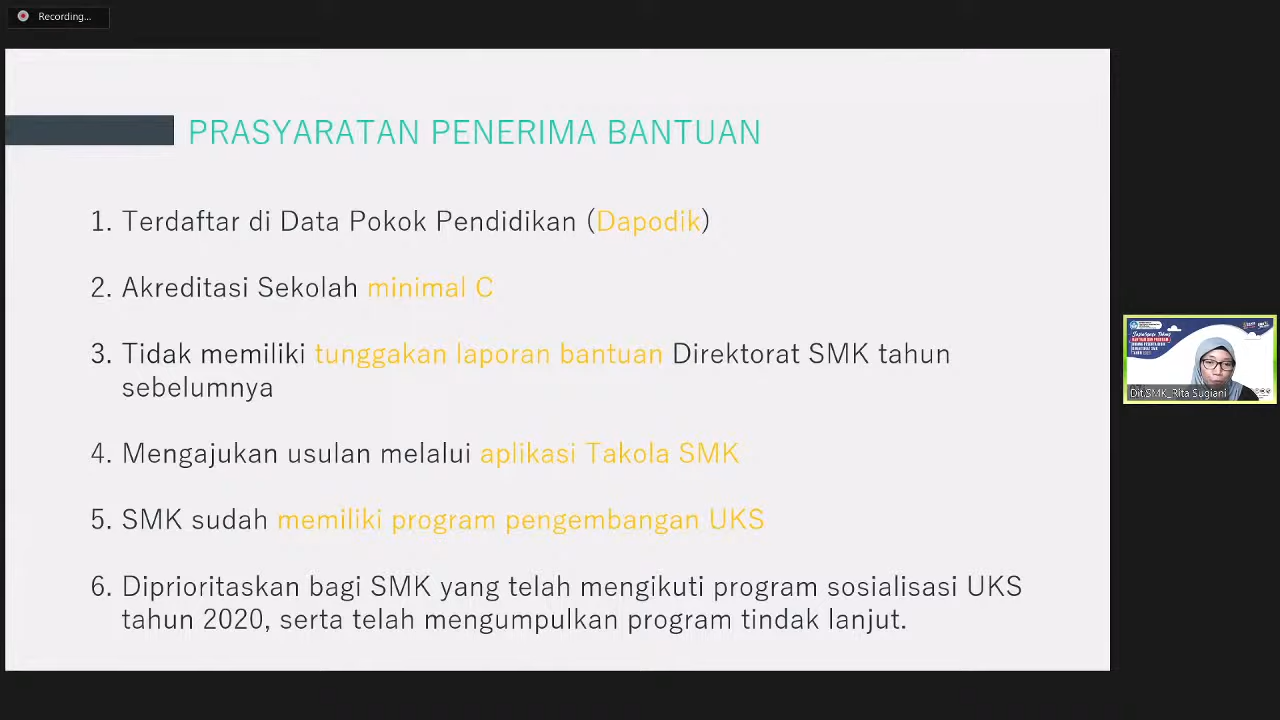 Recording...
PRASYARATAN PENERIMA BANTUAN
1. Terdaftar di Data Pokok Pendidikan (Dapodik)
2. Akreditasi Sekolah minimal C
3. Tidak memiliki tunggakan laporan bantuan Direktorat SMK tahun
sebelumnya
4. Mengajukan usulan melalui aplikasi Takola SMK
5. SMK sudah memiliki program pengembangan UKS
6. Diprioritaskan bagi SMK yang telah mengikuti program sosialisasi UKS
tahun 2020, serta telah mengumpulkan program tindak lanjut.
Dit.SMK_Rita Sugiani